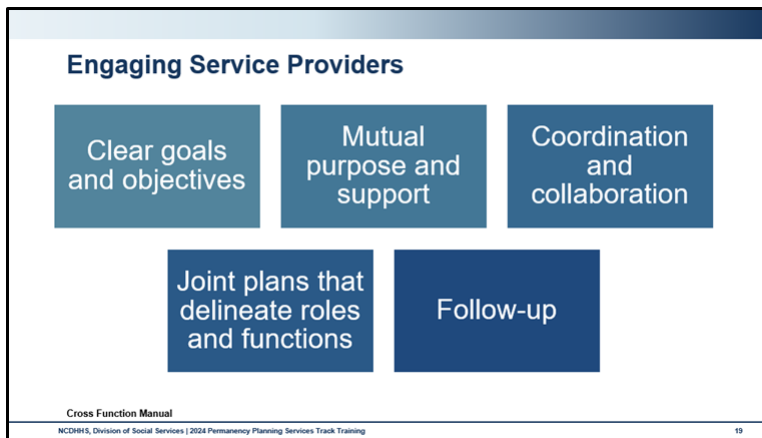 Engaging Service Providers
Clear goals
and objectives
Mutual
purpose and
support
Coordination
and
collaboration
Joint plans that
delineate roles
and functions
Follow-up
Cross Function Manual
NCDHHS, Division of Social Services | 2024 Permanency Planning Services Track Training
19